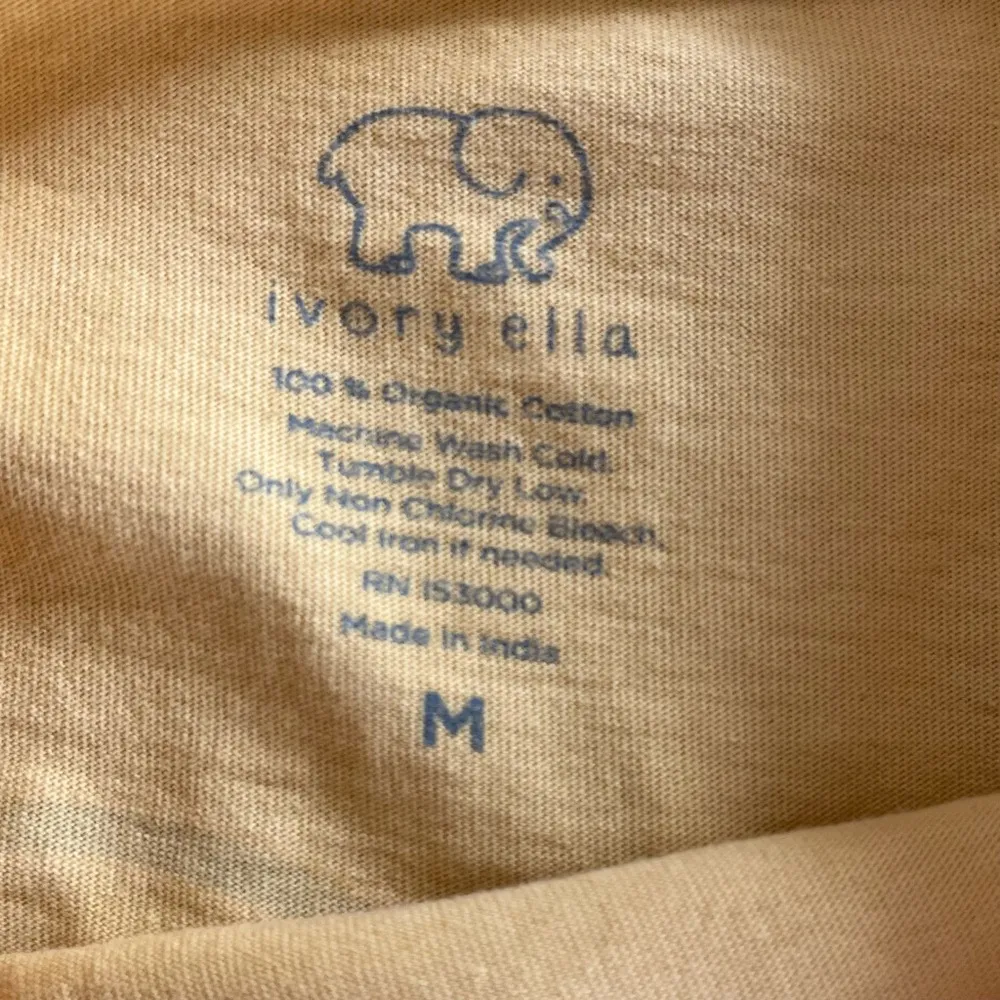 ivory ella
100 % Organic Cotton
Machine Wash Cold.
Tumble Dry Low.
Only Non Chlorine Bleach.
Cool Iron if needed.
RN 153000
Made in India
M